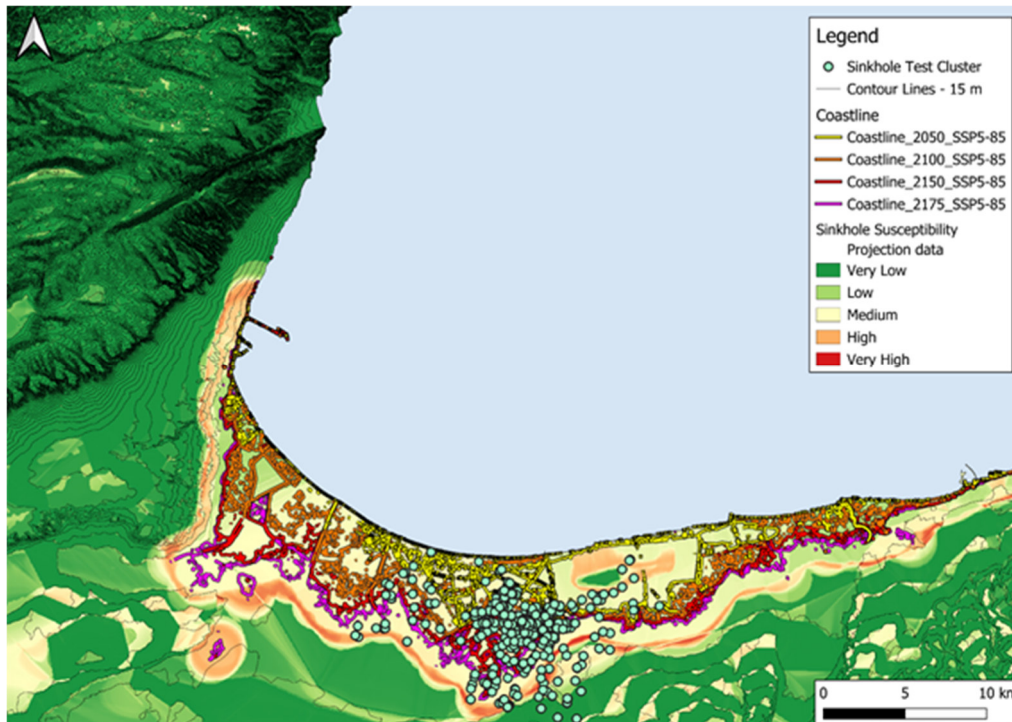 Legend
Sinkhole Test Cluster
Contour Lines - 15 m
Coastline
Coastline_2050_SSP5-85
Coastline_2100_SSP5-85
Coastline_2150_SSP5-85
Coastline_2175_SSP5-85
Sinkhole Susceptibility
Projection data
Very Low
Low
Medium
High
Very High
0 5 10 km